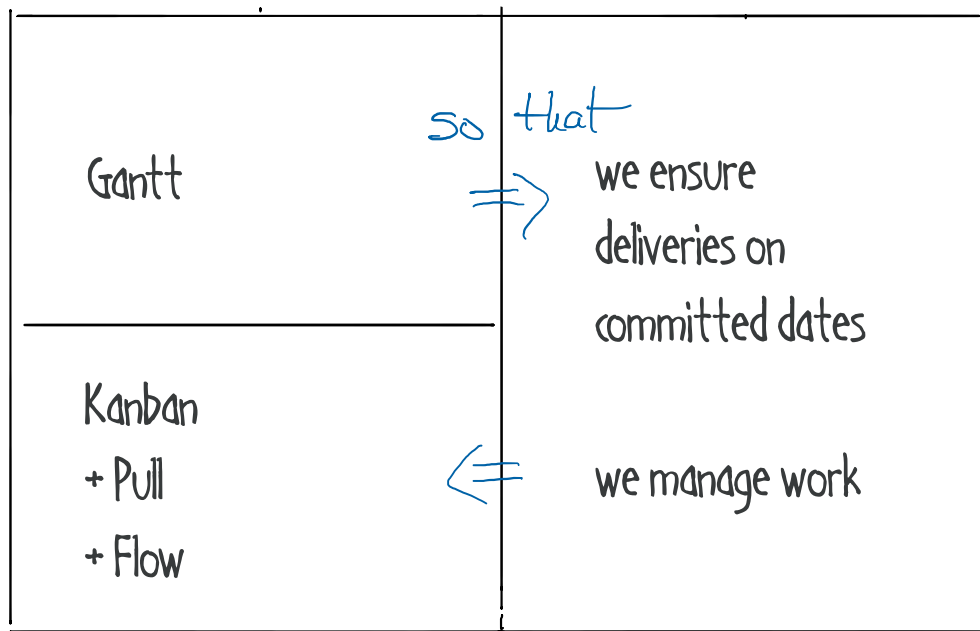 so that
Gantt
we ensure
deliveries on
committed dates
Kanban
+ Pull
+ Flow
we manage work